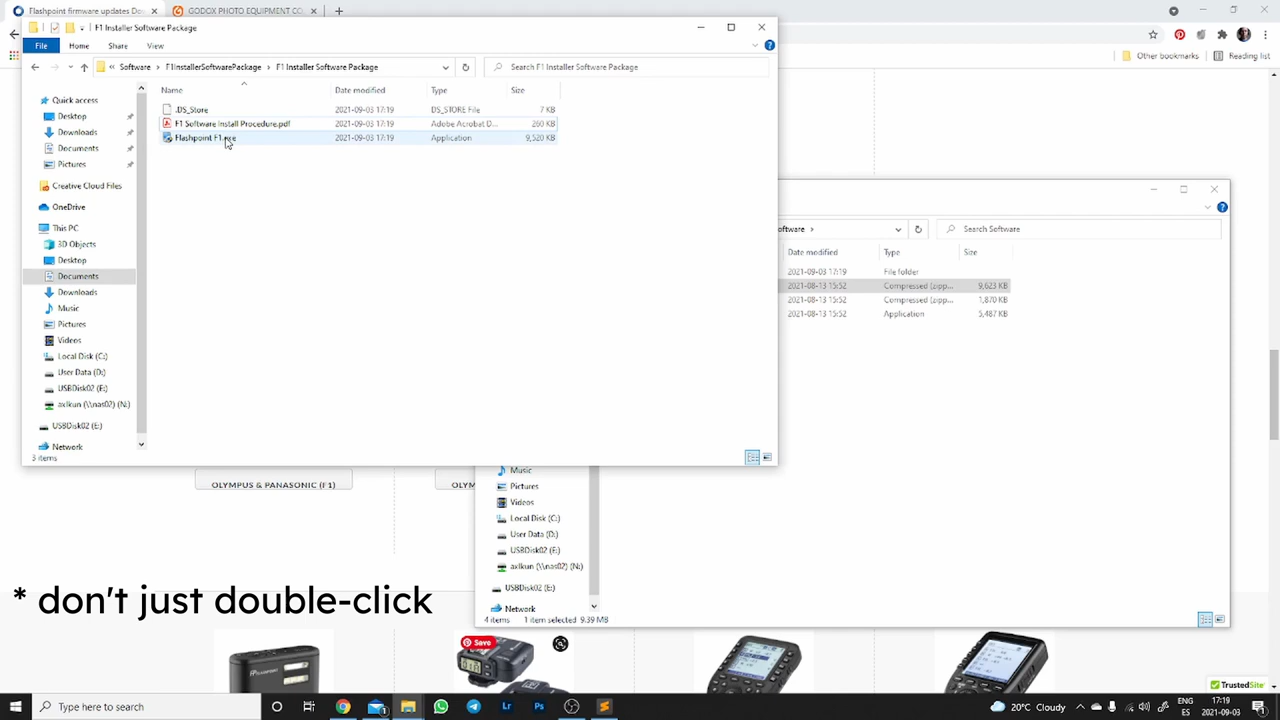 Flashpoint firmware updates Dow
GODOX PHOTO EQUIPMENT CO.
F1 Installer Software Package
File
Home
Share
View
Software > F1InstallerSoftwarePackage > F1 Installer Software Package
Search F1 Installer Software Package
Other bookmarks
Reading list
Name
Date modified
Type
Size
.DS_Store
2021-09-03 17:19
DS_STORE File
7 KB
F1 Software Install Procedure.pdf
2021-09-03 17:19
Adobe Acrobat D...
260 KB
Flashpoint F1.exe
2021-09-03 17:19
Application
9,520 KB
Quick access
Desktop
Downloads
Documents
Pictures
Creative Cloud Files
OneDrive
This PC
3D Objects
Desktop
Documents
Downloads
Music
Pictures
Videos
Local Disk (C:)
User Data (D:)
USBDisk02 (E:)
axlkun (\\nas02) (N:)
USBDisk02 (E:)
Network
3 items
oftware >
Search Software
Date modified
Type
Size
2021-09-03 17:19
File folder
2021-08-13 15:52
Compressed (zipp...
9,623 KB
2021-08-13 15:52
Compressed (zipp...
1,870 KB
2021-08-13 15:52
Application
5,487 KB
Music
Pictures
Videos
Local Disk (C:)
User Data (D:)
USBDisk02 (E:)
axlkun (\\nas02) (N:)
USBDisk02 (E:)
Network
4 items
1 item selected 9.39 MB
OLYMPUS & PANASONIC (F1)
OLYM
* don't just double-click
Save
TrustedSite
Type here to search
20°C Cloudy
ENG
ES
17:19
2021-09-03